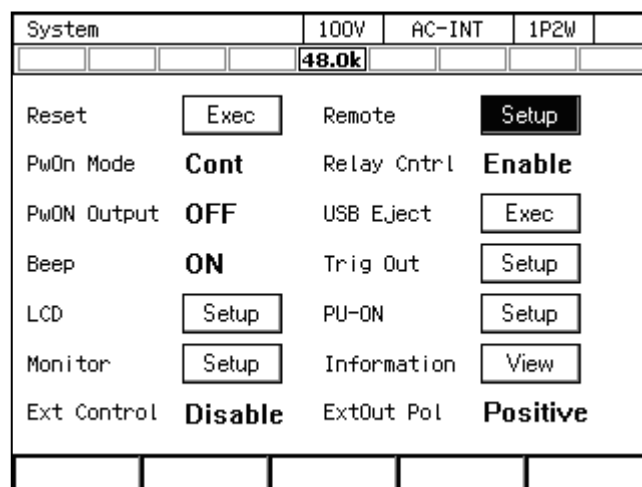 System 100V AC-INT 1P2W
48.0k
Reset Exec Remote Setup
PwOn Mode Cont Relay Cntrl Enable
PwON Output OFF USB Eject Exec
Beep ON Trig Out Setup
LCD Setup PU-ON Setup
Monitor Setup Information View
Ext Control Disable ExtOut Pol Positive